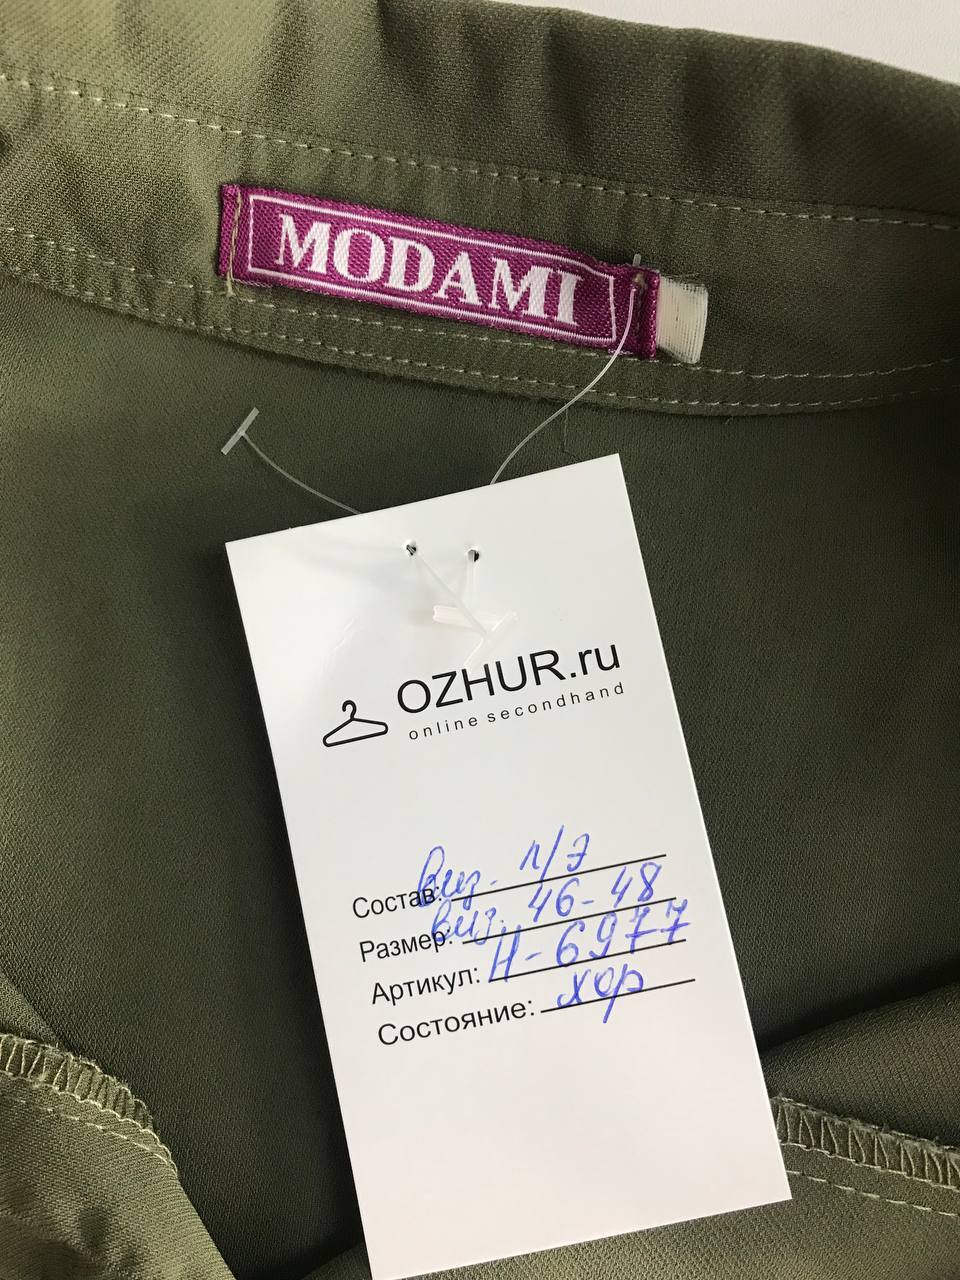 MODAMI
OZHUR.ru
online secondhand
Состав: Виз. п/э
Размер: виз. 46-48
Артикул: Н-6977
Состояние: хор